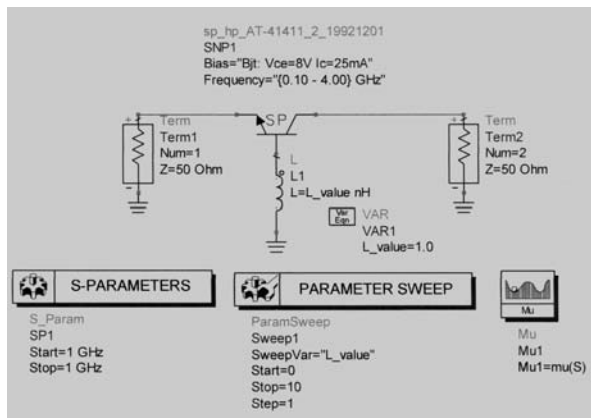 sp_hp_AT-41411_2_19921201
SNP1
Bias="Bjt: Vce=8V Ic=25mA"
Frequency="{0.10 - 4.00} GHz"
SP
+
Term
Term1
Num=1
Z=50 Ohm
-
+
Term
Term2
Num=2
Z=50 Ohm
-
L
L1
L=L_value nH
Var
Eqn
VAR
VAR1
L_value=1.0
S-PARAMETERS
S_Param
SP1
Start=1 GHz
Stop=1 GHz
PARAMETER SWEEP
ParamSweep
Sweep1
SweepVar="L_value"
Start=0
Stop=10
Step=1
Mu
Mu
Mu1
Mu1=mu(S)